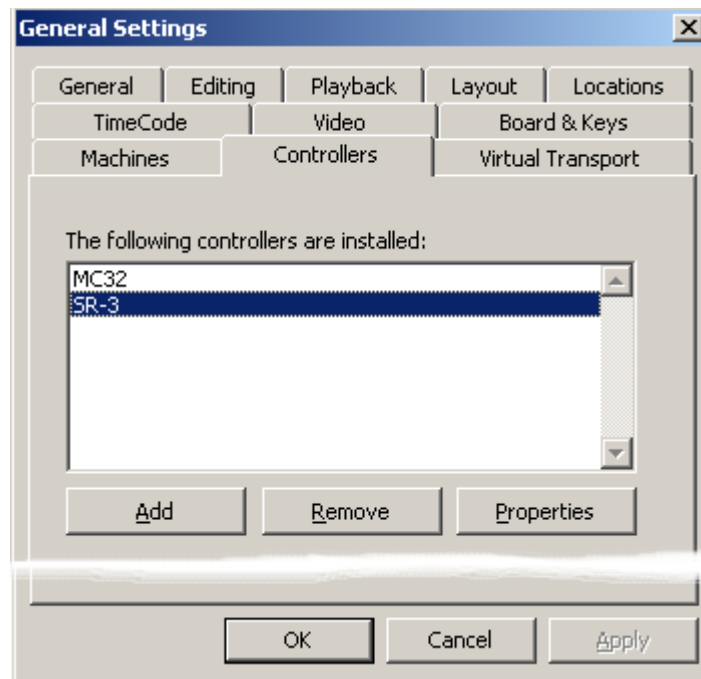 General Settings
General Editing Playback Layout Locations
TimeCode Video Board & Keys
Machines Controllers Virtual Transport
The following controllers are installed:
MC32
SR-3
Add Remove Properties
OK Cancel Apply